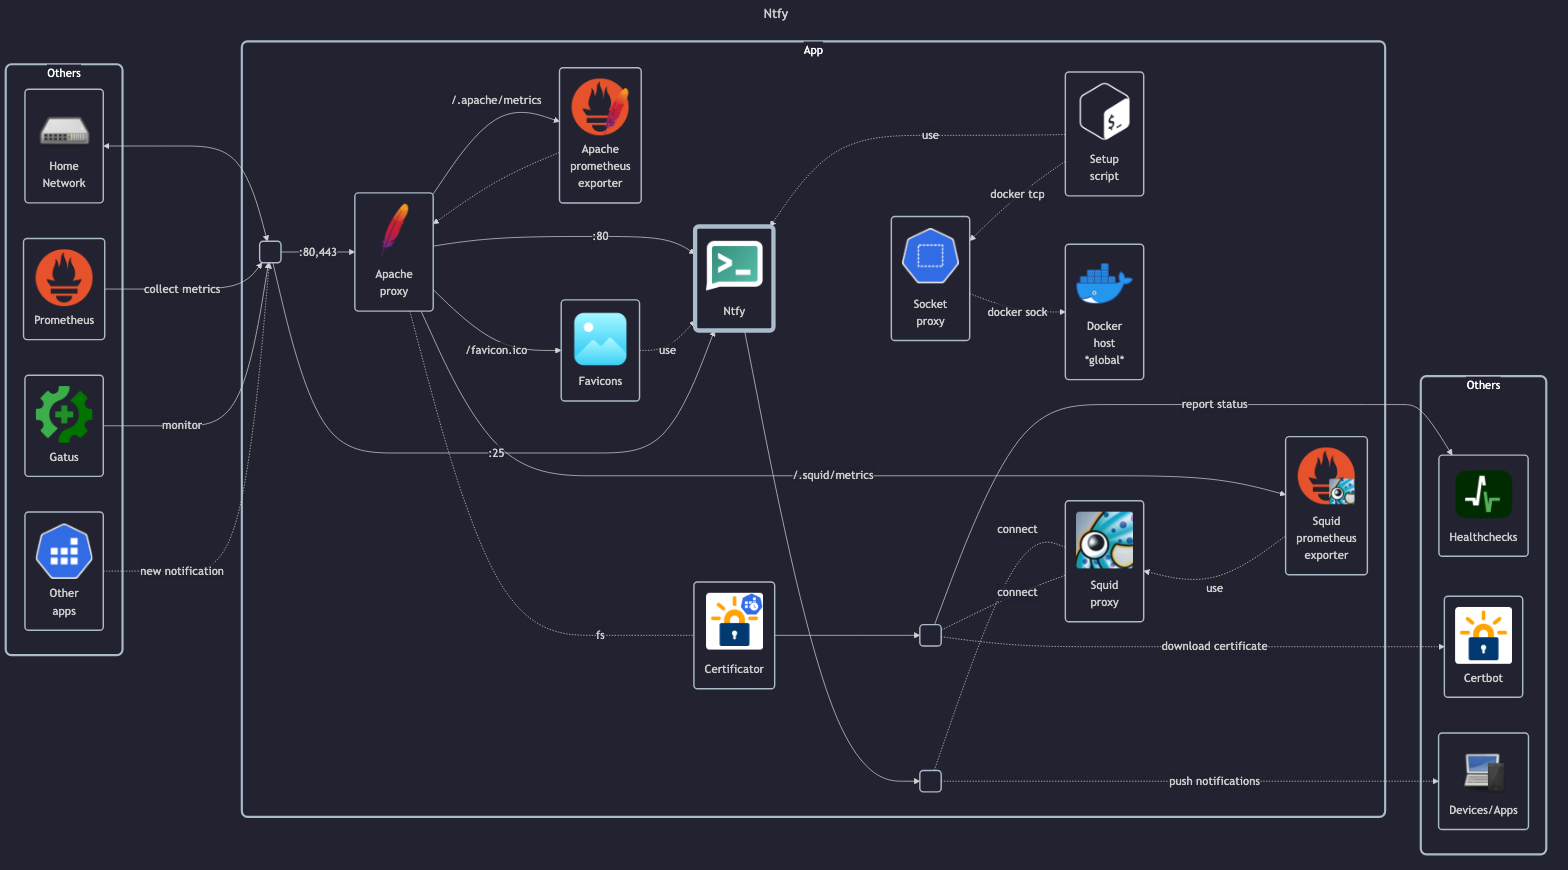 Ntfy
App
Others
Home
Network
Prometheus
Gatus
Other
apps
collect metrics
monitor
new notification
:80,443
Apache
proxy
/.apache/metrics
Apache
prometheus
exporter
:80
/favicon.ico
Favicons
use
Ntfy
:25
use
Setup
script
$_
docker tcp
Socket
proxy
docker sock
Docker
host
*global*
/.squid/metrics
fs
Certificator
connect
connect
Squid
proxy
use
Squid
prometheus
exporter
report status
download certificate
push notifications
Others
Healthchecks
Certbot
Devices/Apps